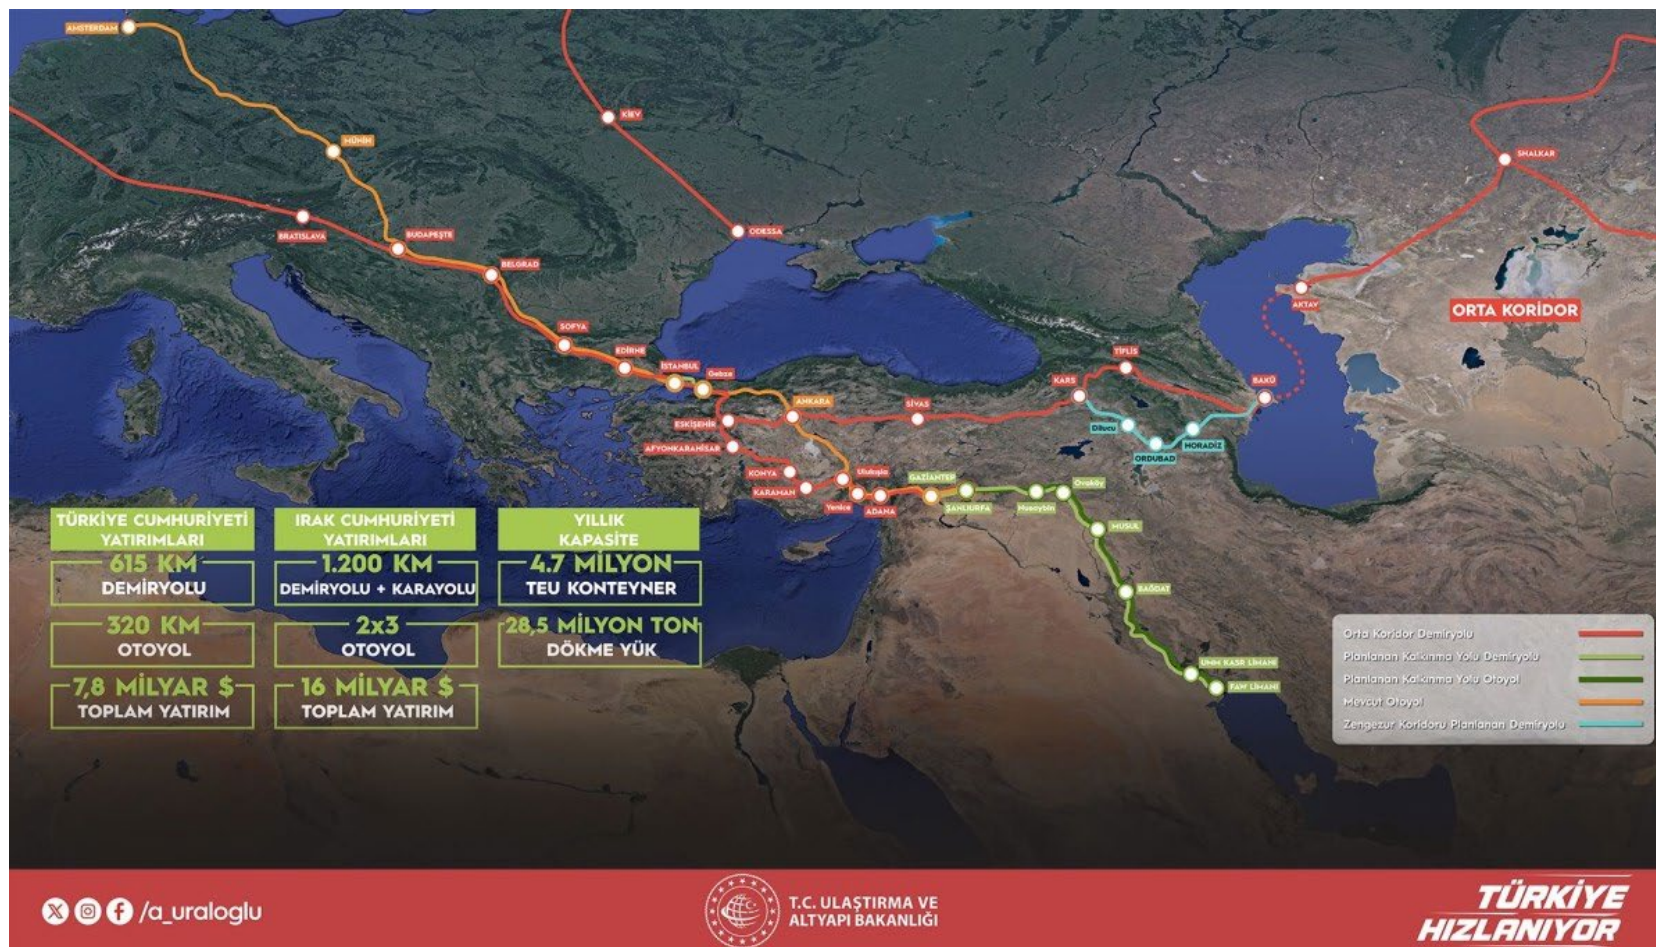 AMSTERDAM
KİEV
MÜNİH
SHALKAR
BRATISLAVA
BUDAPEŞTE
ODESSA
BELGRAD
AKTAV
ORTA KORİDOR
SOFYA
EDİRNE
İSTANBUL
Gebze
TİFLİS
KARS
BAKÜ
ANKARA
SİVAS
ESKİŞEHİR
Dilucu
HORADİZ
ORDUBAD
AFYONKARAHİSAR
KONYA
Ulukışla
KARAMAN
Yenice
ADANA
GAZİANTEP
ŞANLIURFA
Nusaybin
Ovaköy
MUSUL
BAĞDAT
UMM KASR LİMANI
FAW LİMANI
TÜRKİYE CUMHURİYETİ
YATIRIMLARI
615 KM
DEMİRYOLU
320 KM
OTOYOL
7,8 MİLYAR $
TOPLAM YATIRIM
IRAK CUMHURİYETİ
YATIRIMLARI
1.200 KM
DEMİRYOLU + KARAYOLU
2x3
OTOYOL
16 MİLYAR $
TOPLAM YATIRIM
YILLIK
KAPASİTE
4.7 MİLYON
TEU KONTEYNER
28,5 MİLYON TON
DÖKME YÜK
Orta Koridor Demiryolu
Planlanan Kalkınma Yolu Demiryolu
Planlanan Kalkınma Yolu Otoyol
Mevcut Otoyol
Zengezur Koridoru Planlanan Demiryolu
/a_uraloglu
T.C. ULAŞTIRMA VE
ALTYAPI BAKANLIĞI
TÜRKİYE
HIZLANIYOR